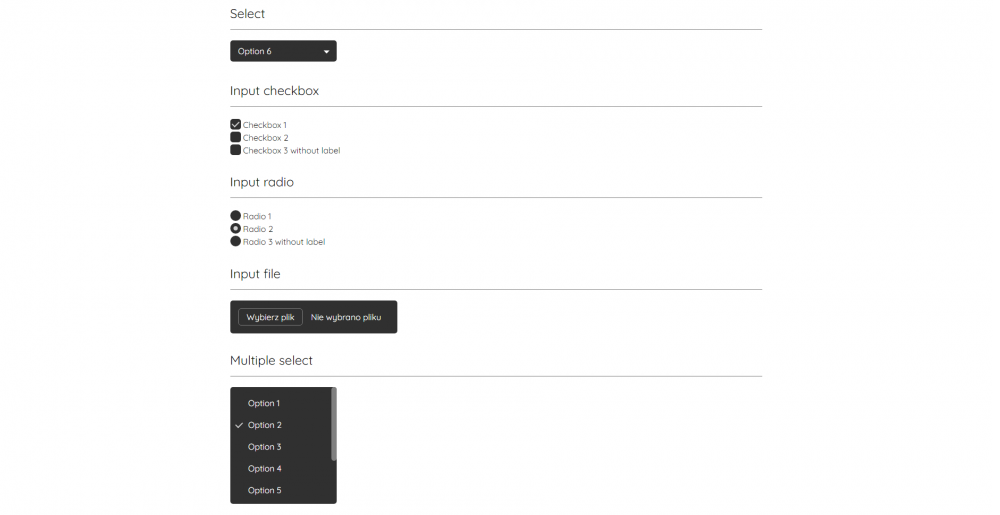 Select
Option 6
Input checkbox
Checkbox 1
Checkbox 2
Checkbox 3 without label
Input radio
Radio 1
Radio 2
Radio 3 without label
Input file
Wybierz plik Nie wybrano pliku
Multiple select
Option 1
Option 2
Option 3
Option 4
Option 5